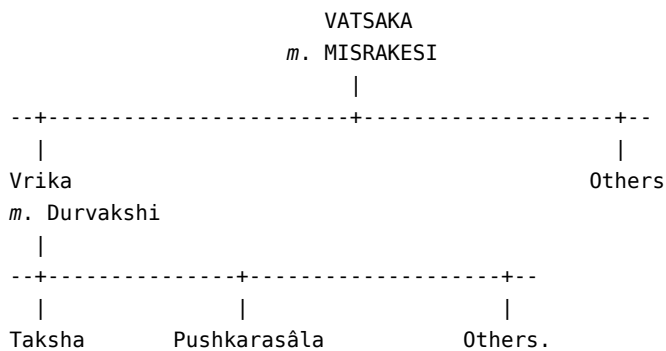 VATSAKA
m. MISRAKESI
|
--+------------------------+--------------------+--
| |
Vrika Others
m. Durvakshi
|
--+---------------+--------------------+--
| | |
Taksha Pushkarasâla Others.